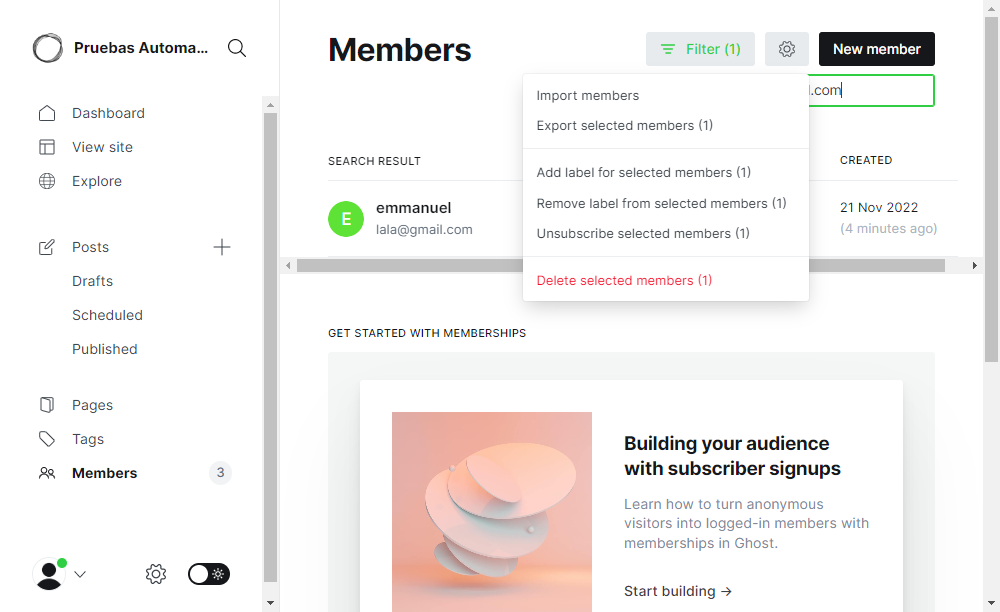 Pruebas Automa...
Dashboard
View site
Explore
Posts
Drafts
Scheduled
Published
Pages
Tags
Members
3
Members
Filter (1)
New member
.com
Import members
Export selected members (1)
Add label for selected members (1)
Remove label from selected members (1)
Unsubscribe selected members (1)
Delete selected members (1)
SEARCH RESULT
CREATED
E
emmanuel
lala@gmail.com
21 Nov 2022
(4 minutes ago)
GET STARTED WITH MEMBERSHIPS
Building your audience
with subscriber signups
Learn how to turn anonymous
visitors into logged-in members with
memberships in Ghost.
Start building →